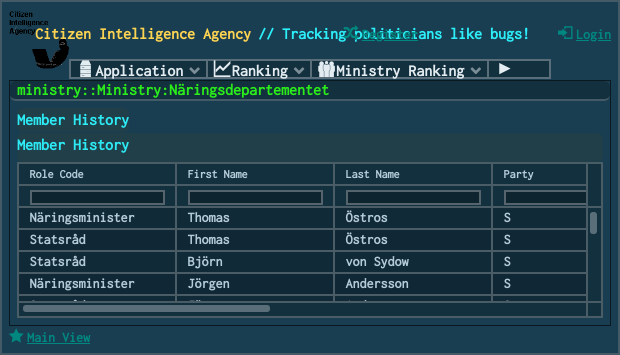 Citizen
Intelligence
Agency
Citizen Intelligence Agency // Tracking politicians like bugs!
Register
Login
Application Ranking Ministry Ranking
ministry::Ministry:Näringsdepartementet
Member History
Member History
Role Code First Name Last Name Party
Näringsminister Thomas Östros S
Statsråd Thomas Östros S
Statsråd Björn von Sydow S
Näringsminister Jörgen Andersson S
Main View